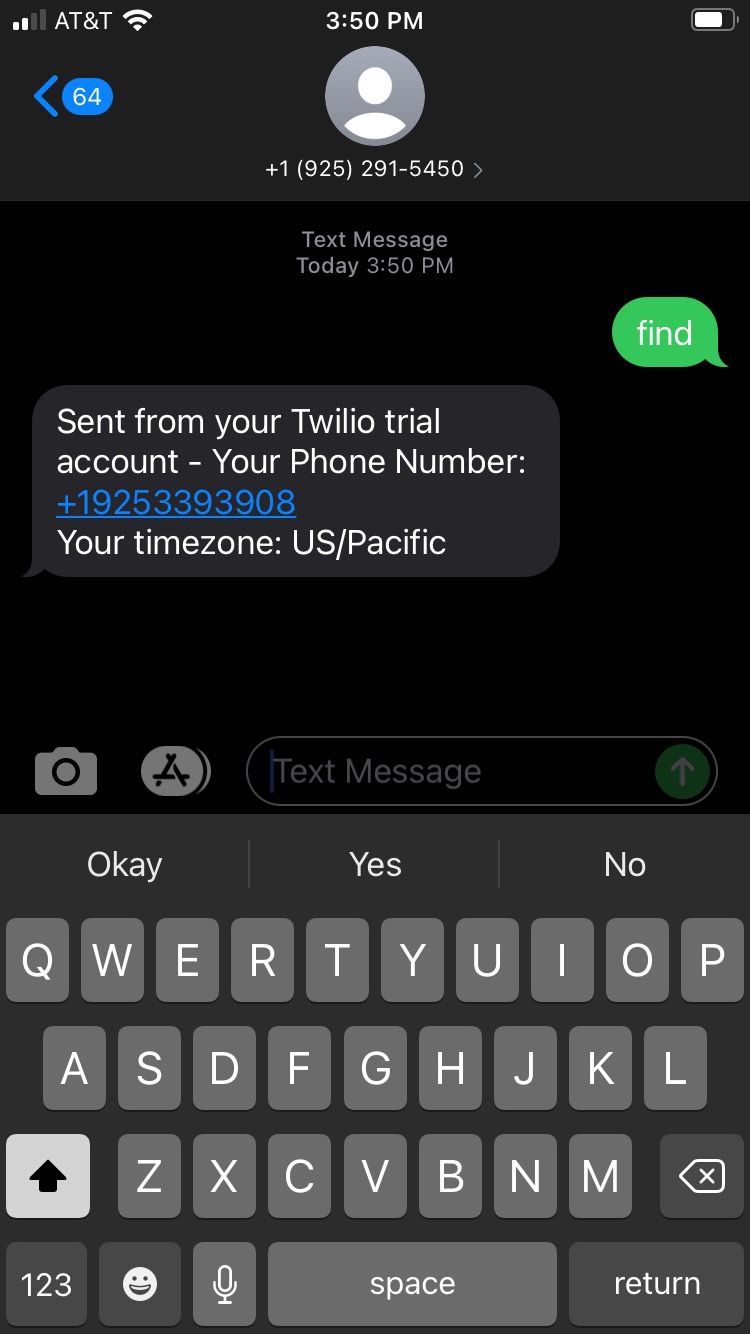 AT&T 3:50 PM
64
+1 (925) 291-5450
Text Message
Today 3:50 PM
find
Sent from your Twilio trial
account - Your Phone Number:
+19253393908
Your timezone: US/Pacific
Text Message
Okay Yes No
Q W E R T Y U I O P
A S D F G H J K L
Z X C V B N M
123 space return